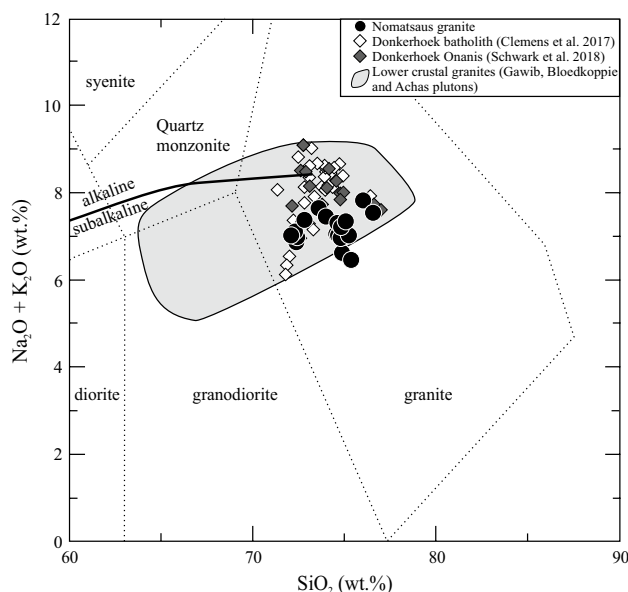 Nomatsaus granite
Donkerhoek batholith (Clemens et al. 2017)
Donkerhoek Onanis (Schwark et al. 2018)
Lower crustal granites (Gawib, Bloedkoppie
and Achas plutons)
12
10
8
6
4
2
0
Na₂O + K₂O (wt.%)
syenite
Quartz
monzonite
alkaline
subalkaline
diorite
granodiorite
granite
60
70
80
90
SiO₂ (wt.%)